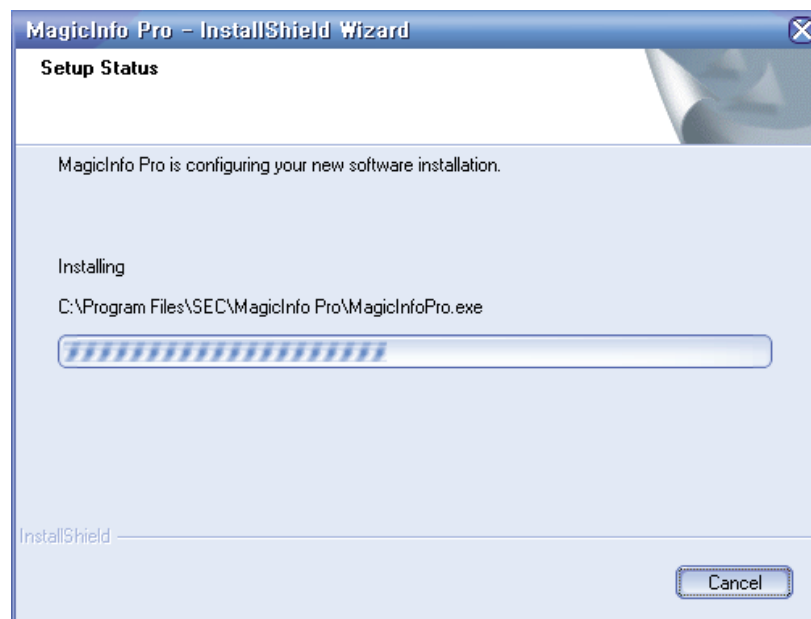 MagicInfo Pro - InstallShield Wizard
Setup Status
MagicInfo Pro is configuring your new software installation.
Installing
C:\Program Files\SEC\MagicInfo Pro\MagicInfoPro.exe
InstallShield
Cancel